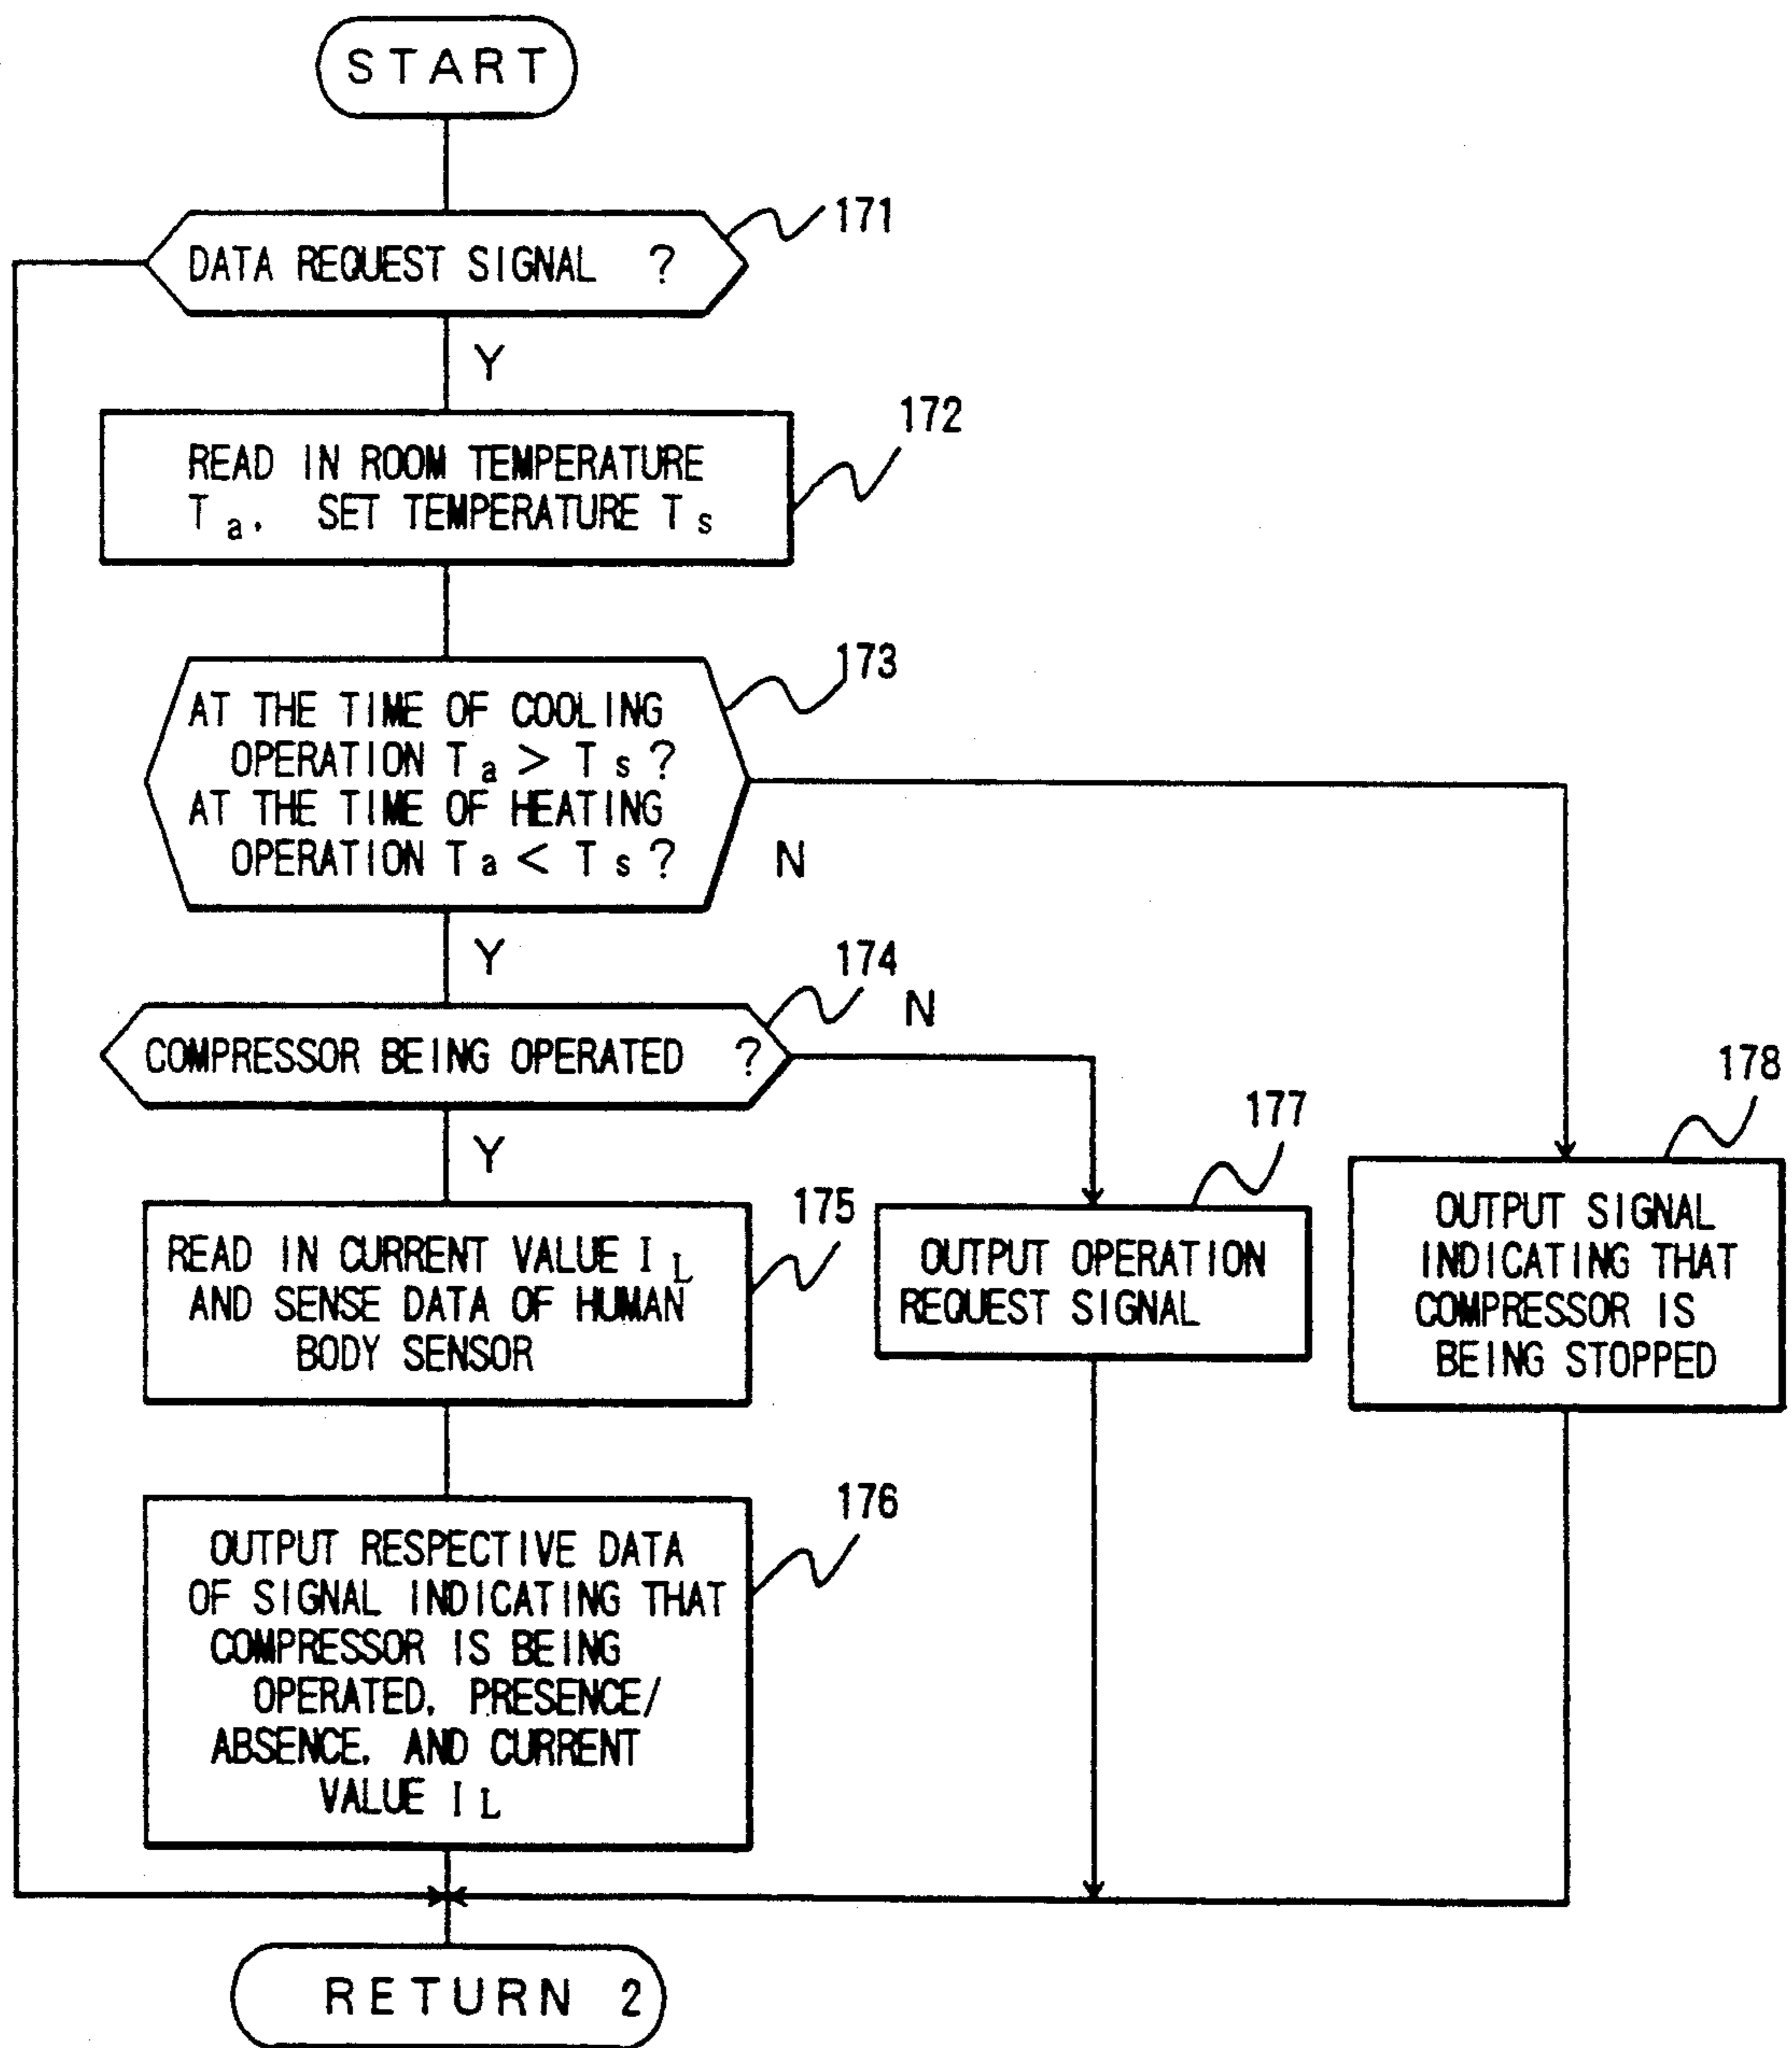 START
171
DATA REQUEST SIGNAL ?
Y
172
READ IN ROOM TEMPERATURE
Ta, SET TEMPERATURE Ts
173
AT THE TIME OF COOLING
OPERATION Ta > Ts ?
AT THE TIME OF HEATING
OPERATION Ta < Ts ?
N
Y
174
N
COMPRESSOR BEING OPERATED ?
Y
175
READ IN CURRENT VALUE IL
AND SENSE DATA OF HUMAN
BODY SENSOR
177
OUTPUT OPERATION
REQUEST SIGNAL
178
OUTPUT SIGNAL
INDICATING THAT
COMPRESSOR IS
BEING STOPPED
176
OUTPUT RESPECTIVE DATA
OF SIGNAL INDICATING THAT
COMPRESSOR IS BEING
OPERATED, PRESENCE/
ABSENCE, AND CURRENT
VALUE IL
RETURN 2